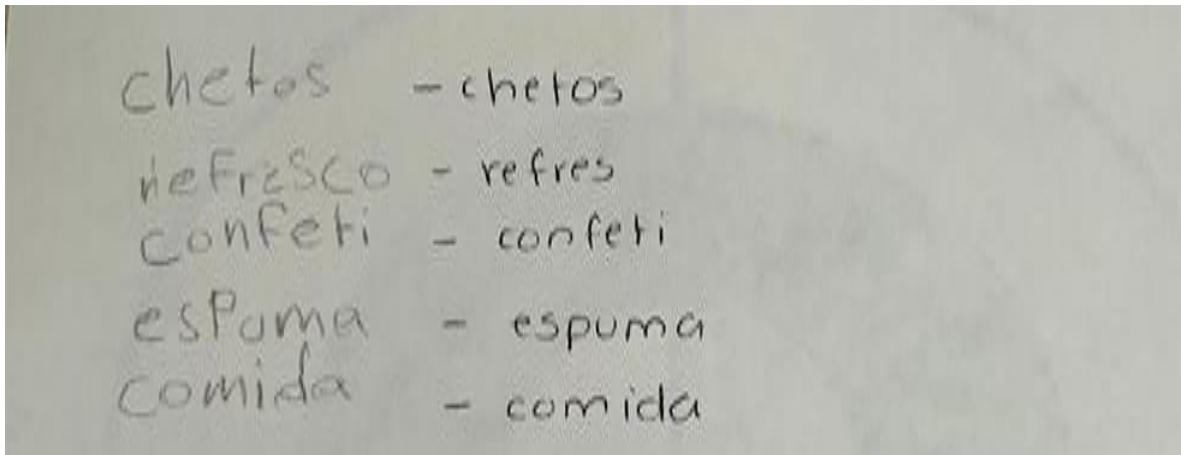 chetos - chetos
refresco - refres
confeti - confeti
espuma - espuma
comida - comida